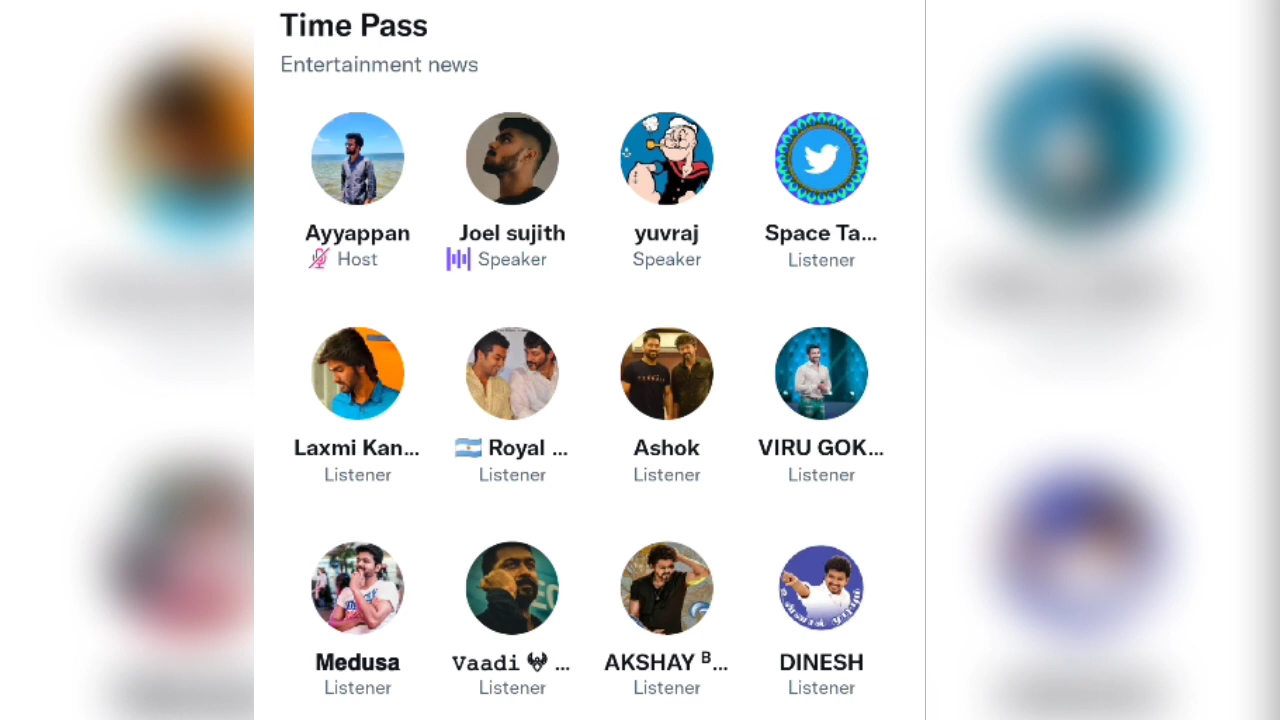 Time Pass
Entertainment news
Ayyappan
Host
Joel sujith
Speaker
yuvraj
Speaker
Space Ta...
Listener
Laxmi Kan...
Listener
🇦🇷 Royal ...
Listener
Ashok
Listener
VIRU GOK...
Listener
Medusa
Listener
Vaadi ...
Listener
AKSHAY ᴮ...
Listener
DINESH
Listener